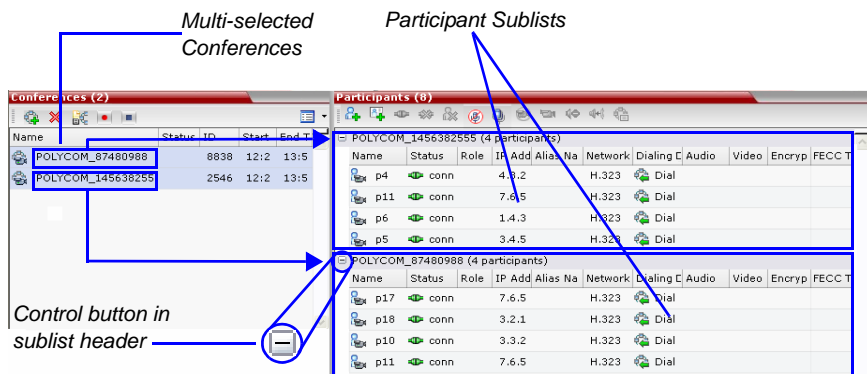 Multi-selected
Conferences
Participant Sublists
Conferences (2)
Name Status ID Start End T
POLYCOM_87480988 8838 12:2 13:5
POLYCOM_145638255 2546 12:2 13:5
Participants (8)
POLYCOM_1456382555 (4 participants)
Name Status Role IP Add Alias Na Network Dialing D Audio Video Encryp FECC T
p4 conn 4.3.2 H.323 Dial
p11 conn 7.6.5 H.323 Dial
p6 conn 1.4.3 H.323 Dial
p5 conn 3.4.5 H.323 Dial
POLYCOM_87480988 (4 participants)
Name Status Role IP Add Alias Na Network Dialing D Audio Video Encryp FECC T
p17 conn 7.6.5 H.323 Dial
p18 conn 3.2.1 H.323 Dial
p10 conn 3.3.2 H.323 Dial
p11 conn 7.6.5 H.323 Dial
Control button in
sublist header